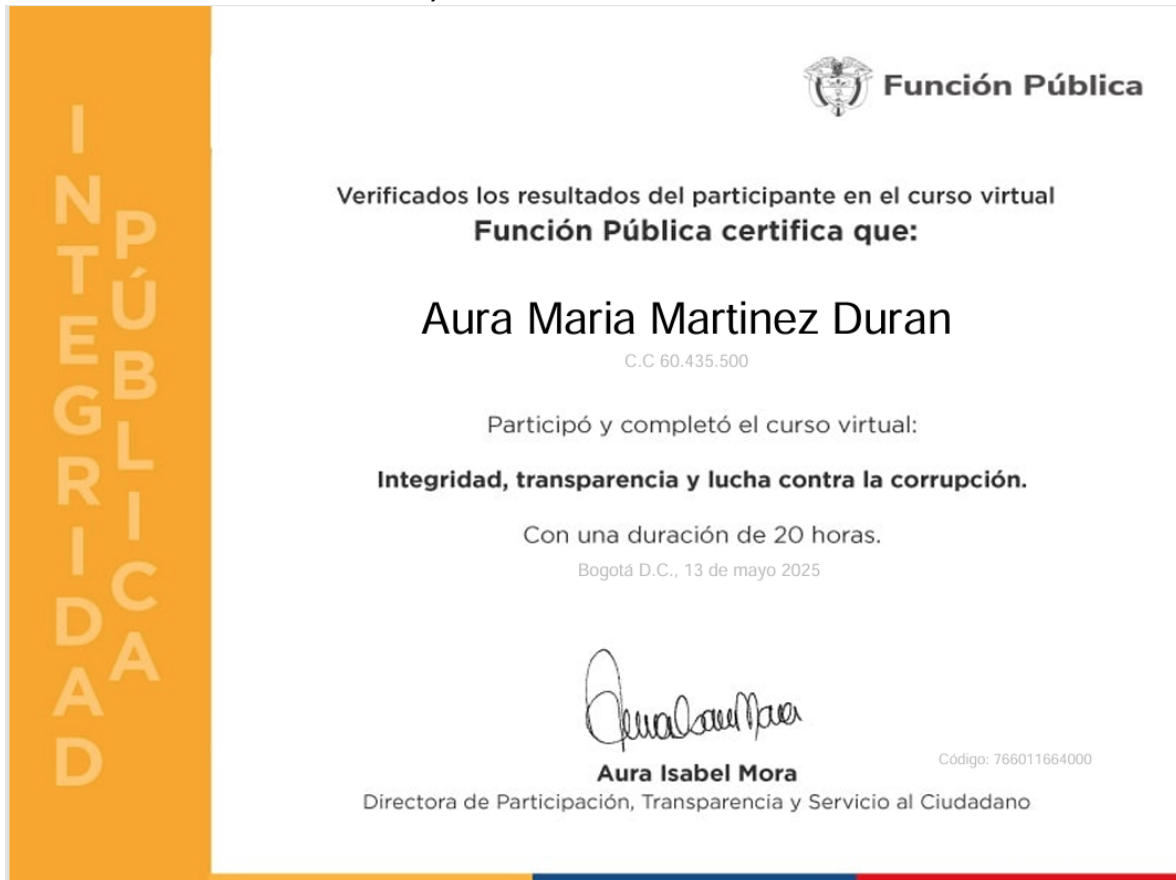 INTEGRIDAD
PÚBLICA
Función Pública
Verificados los resultados del participante en el curso virtual
Función Pública certifica que:
Aura Maria Martinez Duran
C.C 60.435.500
Participó y completó el curso virtual:
Integridad, transparencia y lucha contra la corrupción.
Con una duración de 20 horas.
Bogotá D.C., 13 de mayo 2025
Aura Isabel Mora
Código: 766011664000
Directora de Participación, Transparencia y Servicio al Ciudadano